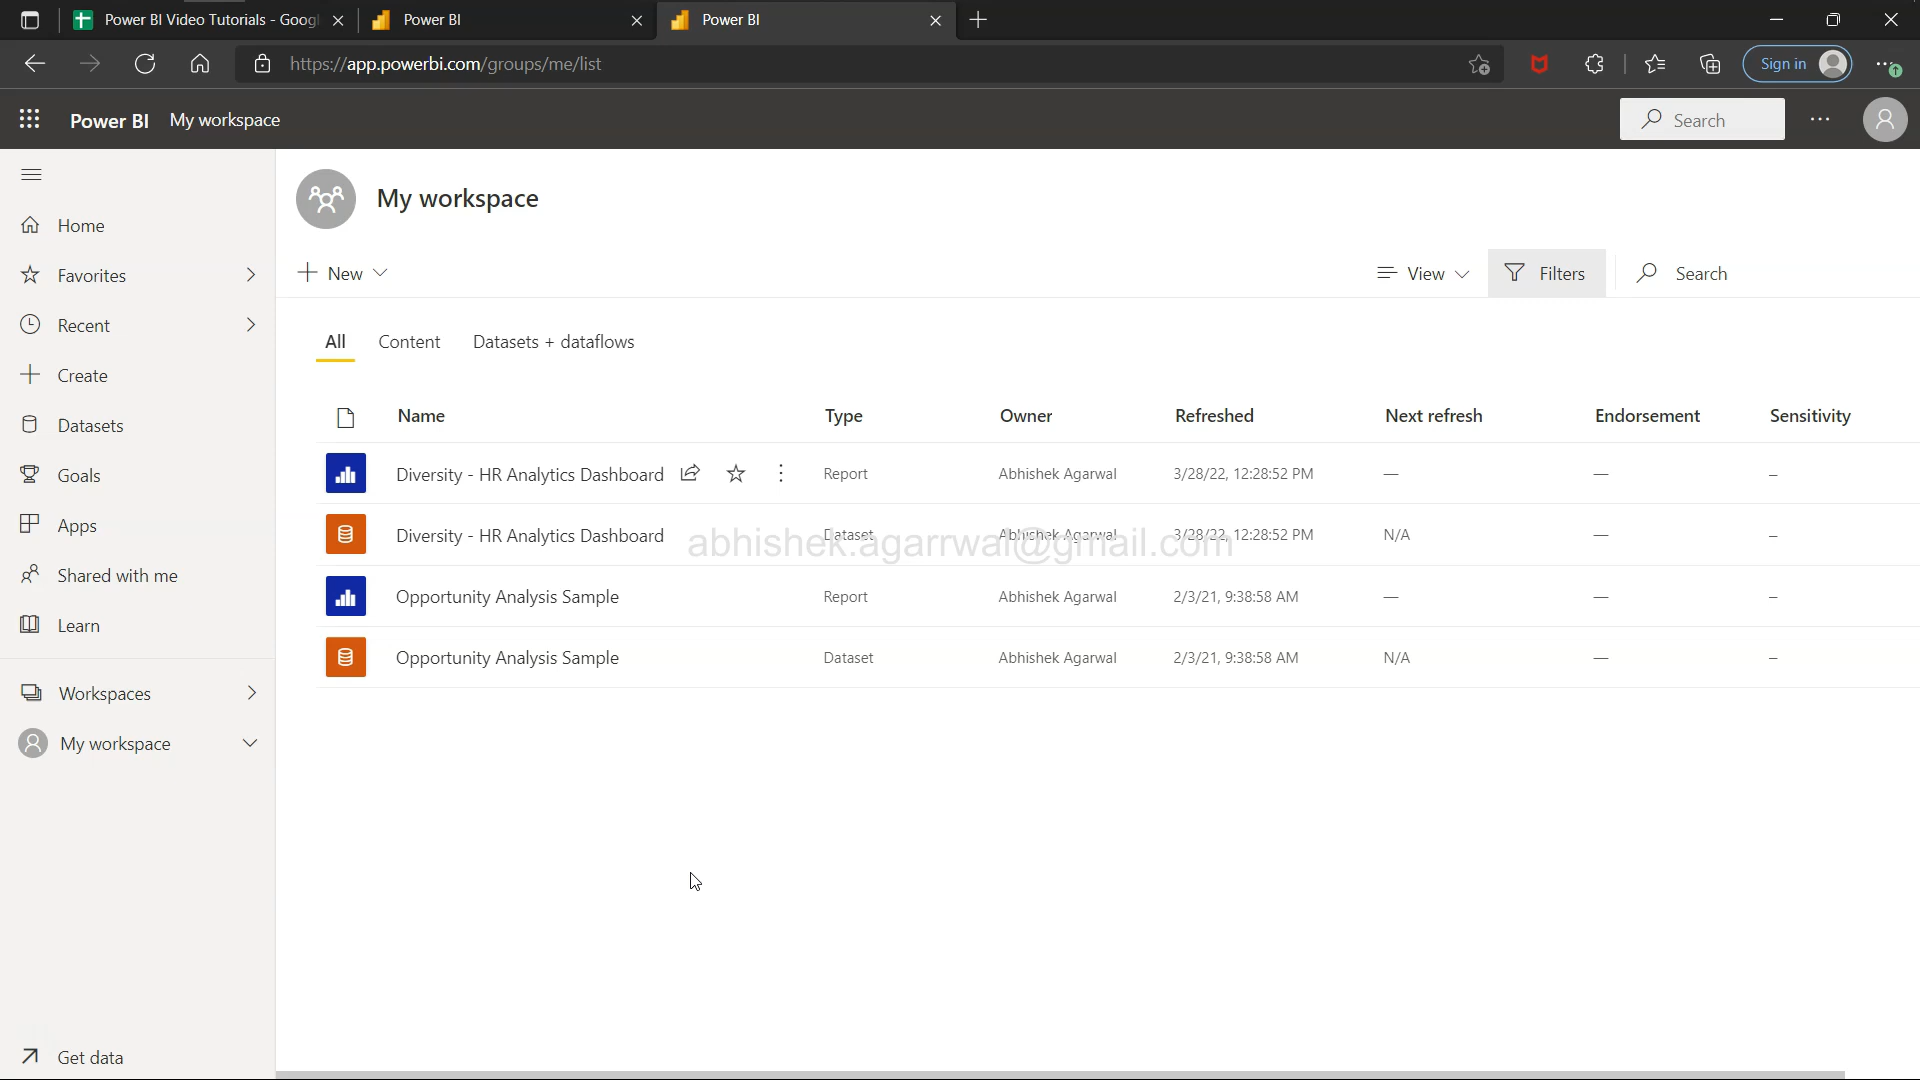 Power BI Video Tutorials - Googl
Power BI
Power BI
https://app.powerbi.com/groups/me/list
Sign in
Power BI My workspace
Search
My workspace
Home
Favorites
Recent
Create
Datasets
Goals
Apps
Shared with me
Learn
Workspaces
My workspace
Get data
New
View
Filters
Search
All Content Datasets + dataflows
Name Type Owner Refreshed Next refresh Endorsement Sensitivity
Diversity - HR Analytics Dashboard Report Abhishek Agarwal 3/28/22, 12:28:52 PM — — –
Diversity - HR Analytics Dashboard Dataset Abhishek Agarwal 3/28/22, 12:28:52 PM N/A — –
abhishek.agarrwal@gmail.com
Opportunity Analysis Sample Report Abhishek Agarwal 2/3/21, 9:38:58 AM — — –
Opportunity Analysis Sample Dataset Abhishek Agarwal 2/3/21, 9:38:58 AM N/A — –